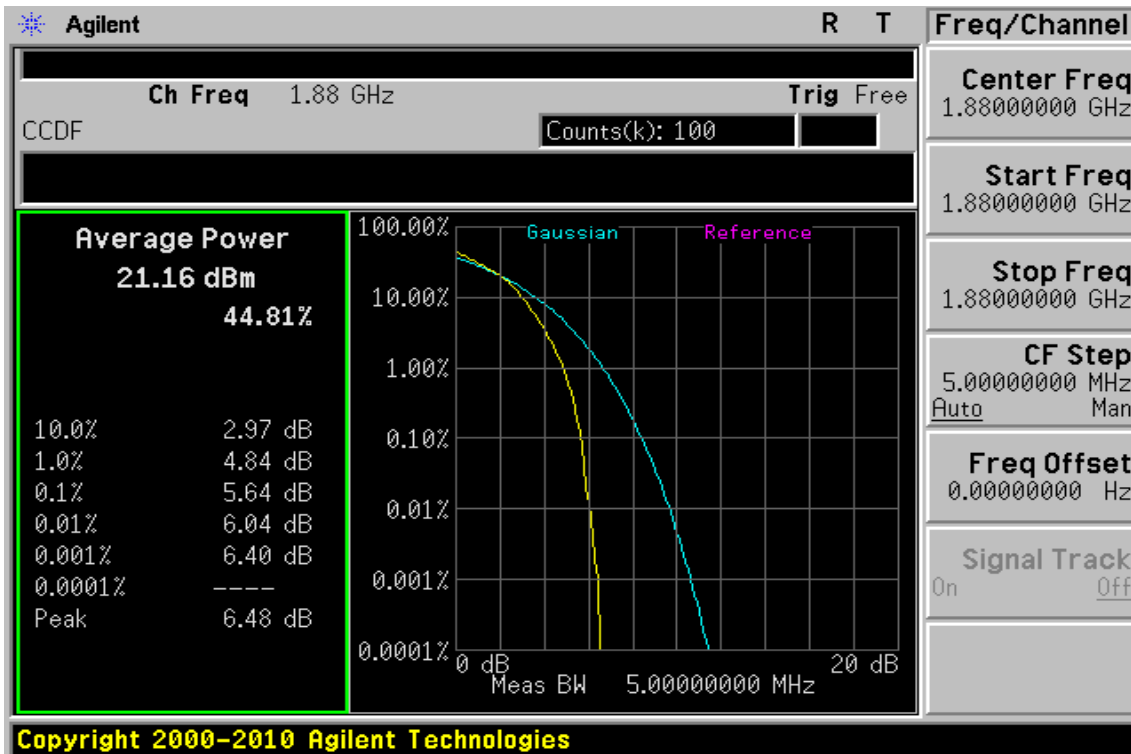 Agilent R T
Ch Freq 1.88 GHz Trig Free
CCDF Counts(k): 100
Average Power
21.16 dBm
44.81%
10.0% 2.97 dB
1.0% 4.84 dB
0.1% 5.64 dB
0.01% 6.04 dB
0.001% 6.40 dB
0.0001% ----
Peak 6.48 dB
Gaussian Reference
100.00%
10.00%
1.00%
0.10%
0.01%
0.001%
0.0001%
0 dB 20 dB
Meas BW 5.00000000 MHz
Freq/Channel
Center Freq
1.88000000 GHz
Start Freq
1.88000000 GHz
Stop Freq
1.88000000 GHz
CF Step
5.00000000 MHz
Auto Man
Freq Offset
0.00000000 Hz
Signal Track
On Off
Copyright 2000-2010 Agilent Technologies